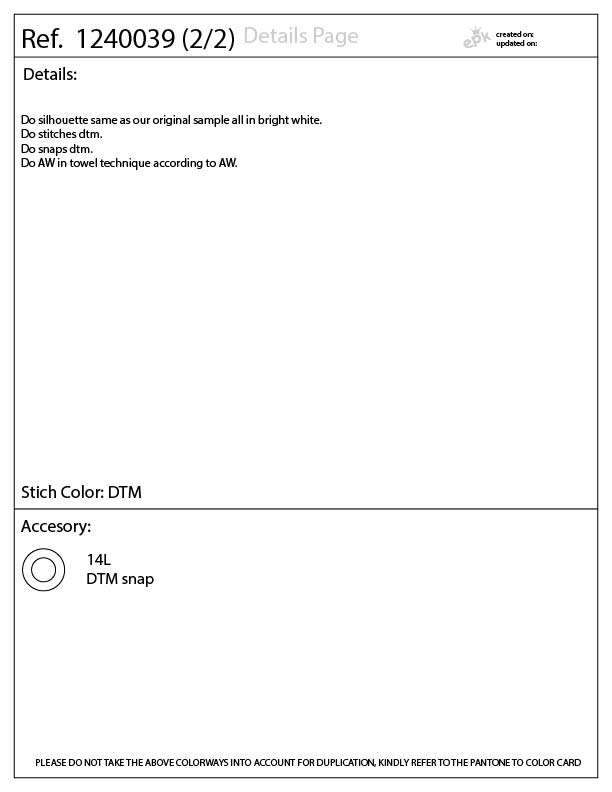 Ref. 1240039 (2/2) Details Page
epk
created on:
updated on:
Details:
Do silhouette same as our original sample all in bright white.
Do stitches dtm.
Do snaps dtm.
Do AW in towel technique according to AW.
Stich Color: DTM
Accesory:
14L
DTM snap
PLEASE DO NOT TAKE THE ABOVE COLORWAYS INTO ACCOUNT FOR DUPLICATION, KINDLY REFER TO THE PANTONE TO COLOR CARD